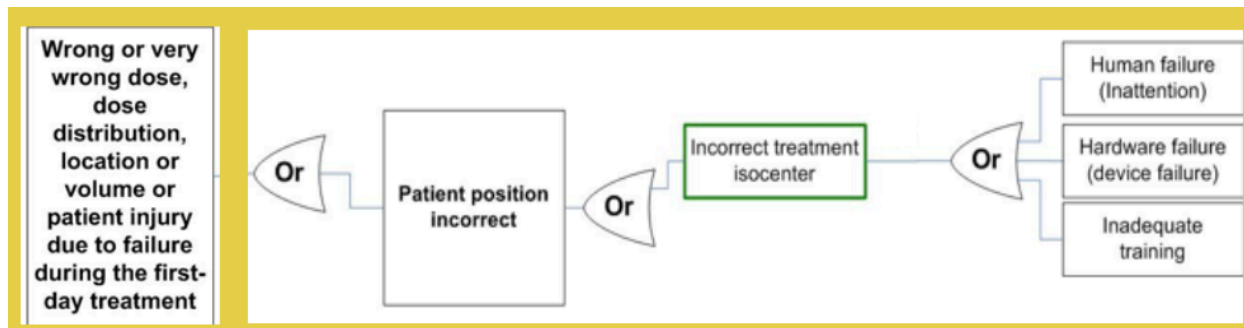 Wrong or very
wrong dose,
dose
distribution,
location or
volume or
patient injury
due to failure
during the first-
day treatment
Or
Patient position
incorrect
Or
Incorrect treatment
isocenter
Or
Human failure
(Inattention)
Hardware failure
(device failure)
Inadequate
training